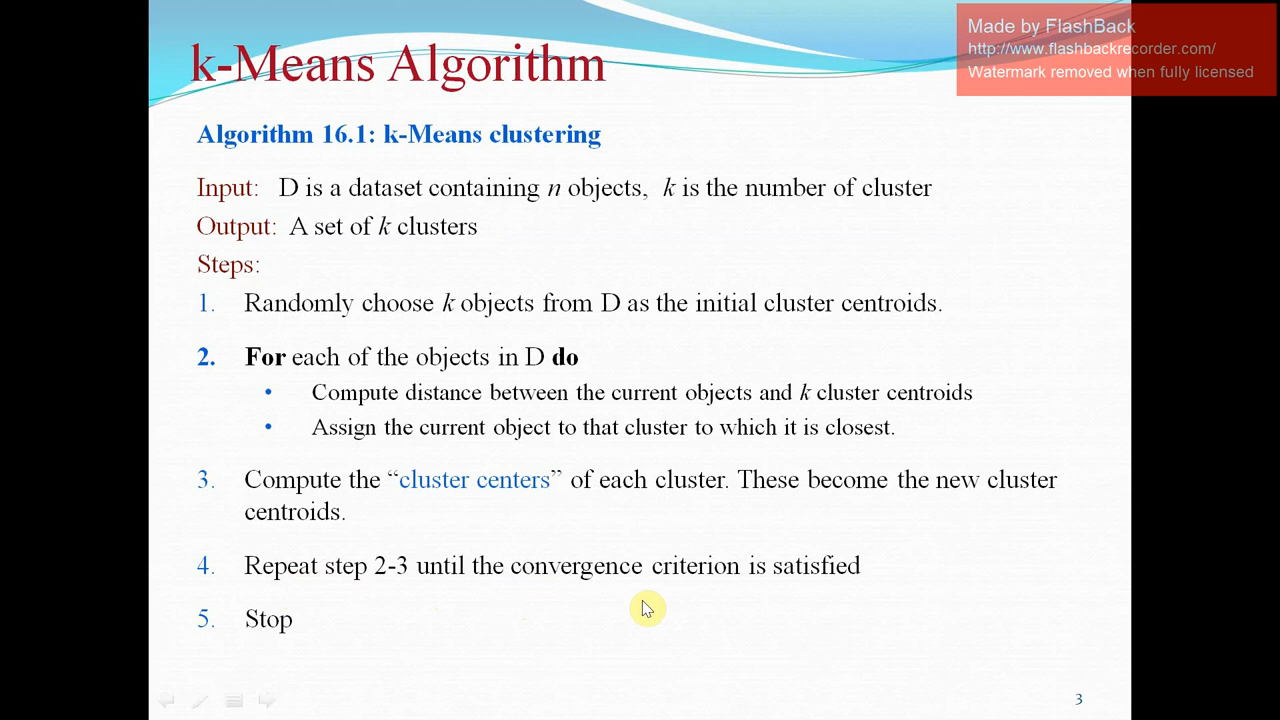 Made by FlashBack
http://www.flashbackrecorder.com/
Watermark removed when fully licensed
k-Means Algorithm
Algorithm 16.1: k-Means clustering
Input: D is a dataset containing n objects, k is the number of cluster
Output: A set of k clusters
Steps:
1. Randomly choose k objects from D as the initial cluster centroids.
2. For each of the objects in D do
• Compute distance between the current objects and k cluster centroids
• Assign the current object to that cluster to which it is closest.
3. Compute the “cluster centers” of each cluster. These become the new cluster
centroids.
4. Repeat step 2-3 until the convergence criterion is satisfied
5. Stop
3